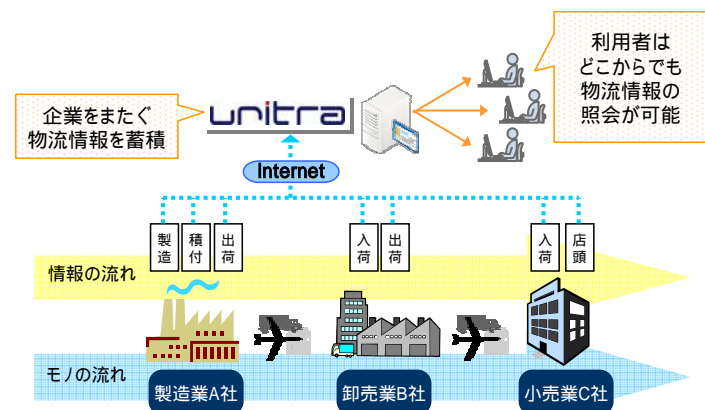 利用者は
どこからでも
物流情報の
照会が可能
企業をまたぐ
物流情報を蓄積
unitra
Internet
製造
積付
出荷
入荷
出荷
入荷
店頭
情報の流れ
モノの流れ
製造業A社
卸売業B社
小売業C社